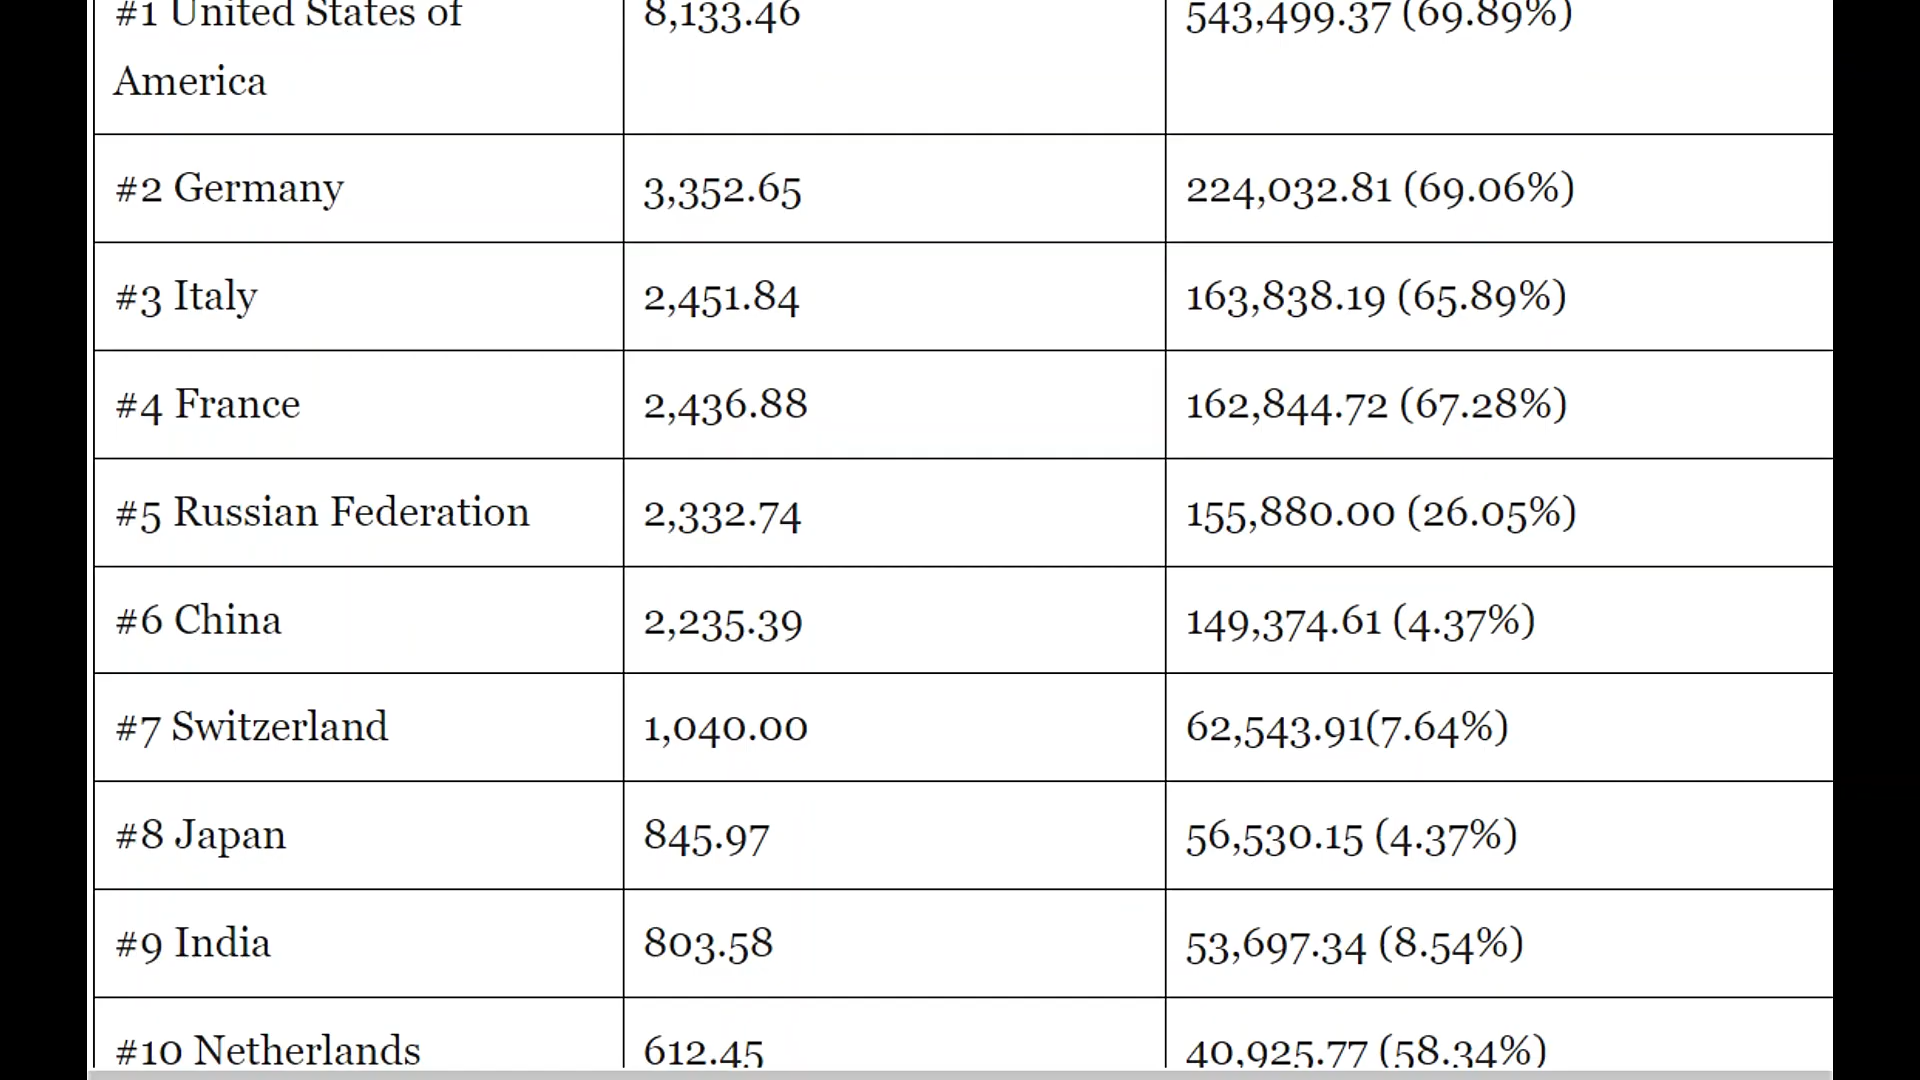 #1 United States of 8,133.46 543,499.37 (69.89%)
America
#2 Germany 3,352.65 224,032.81 (69.06%)
#3 Italy 2,451.84 163,838.19 (65.89%)
#4 France 2,436.88 162,844.72 (67.28%)
#5 Russian Federation 2,332.74 155,880.00 (26.05%)
#6 China 2,235.39 149,374.61 (4.37%)
#7 Switzerland 1,040.00 62,543.91(7.64%)
#8 Japan 845.97 56,530.15 (4.37%)
#9 India 803.58 53,697.34 (8.54%)
#10 Netherlands 612.45 40,925.77 (58.34%)